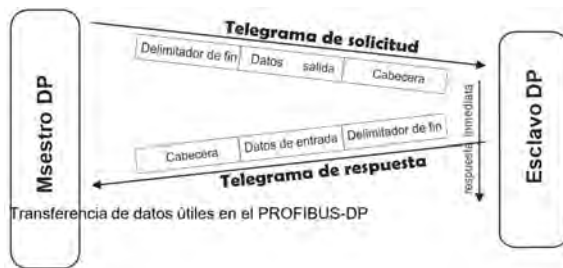 Telegrama de solicitud
Delimitador de fin Datos salida Cabecera
Msestro DP
Esclavo DP
respuesta inmediata
Cabecera Datos de entrada Delimitador de fin
Telegrama de respuesta
Transferencia de datos útiles en el PROFIBUS-DP